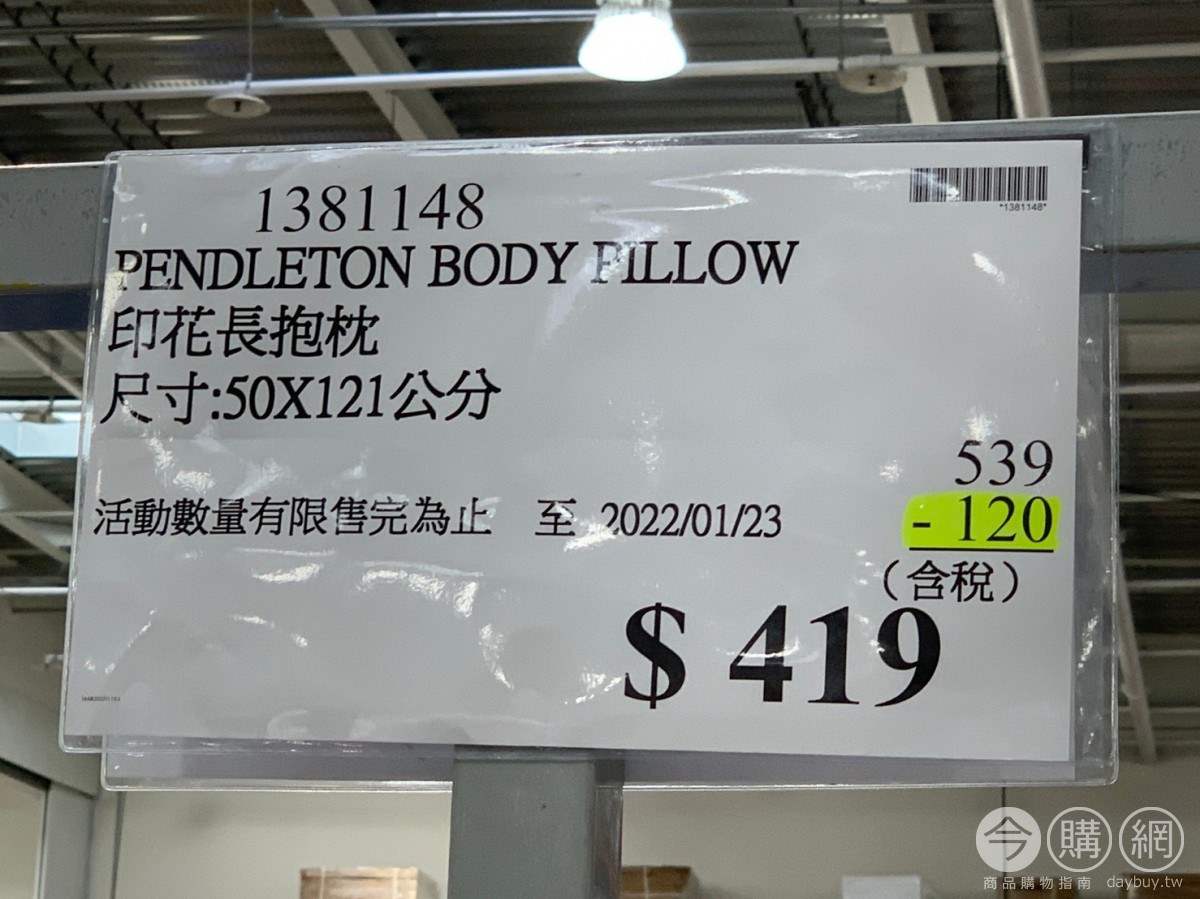 1381148
*1381148*
PENDLETON BODY PILLOW
印花長抱枕
尺寸:50X121公分
539
活動數量有限售完為止 至 2022/01/23
- 120
（含稅）
$ 419
今購網
商品購物指南 daybuy.tw